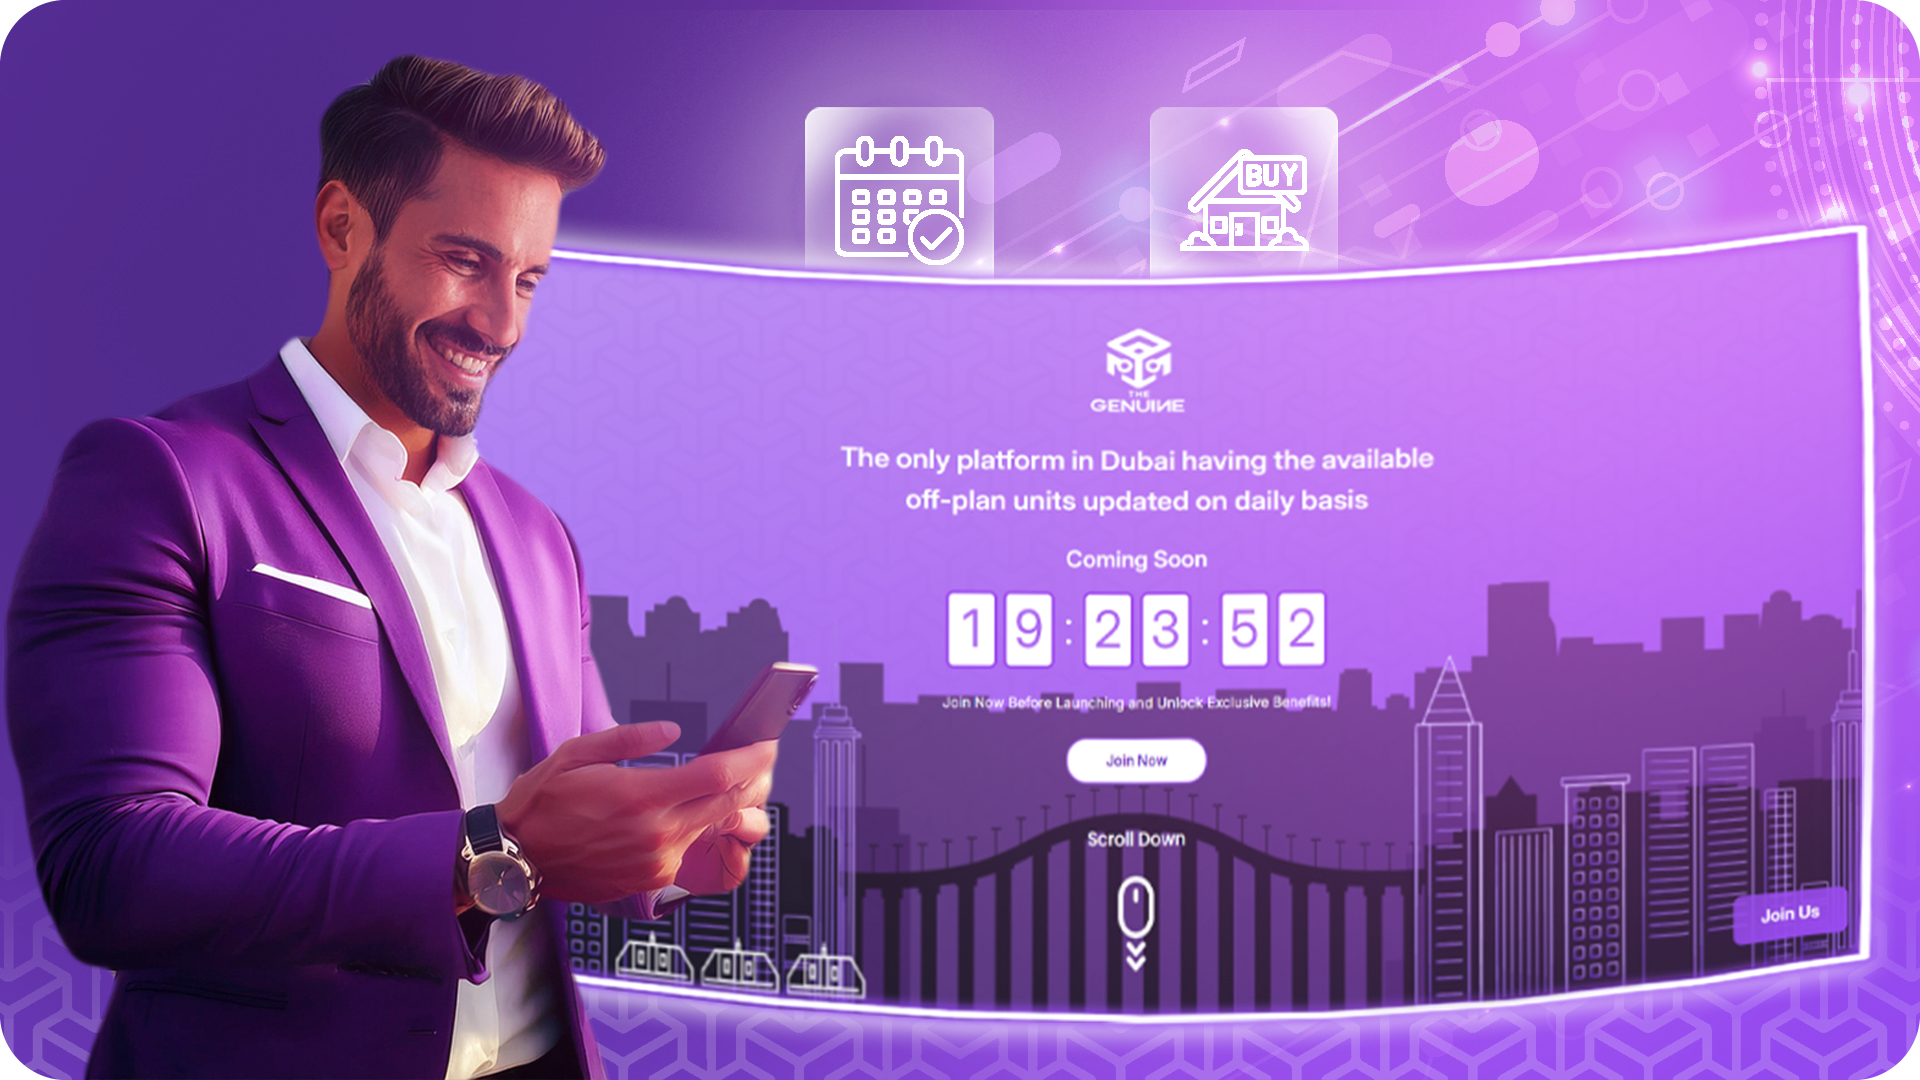 BUY
THE
GENUINE
The only platform in Dubai having the available
off-plan units updated on daily basis
Coming Soon
19:23:52
Join Now Before Launching and Unlock Exclusive Benefits!
Join Now
Scroll Down
Join Us